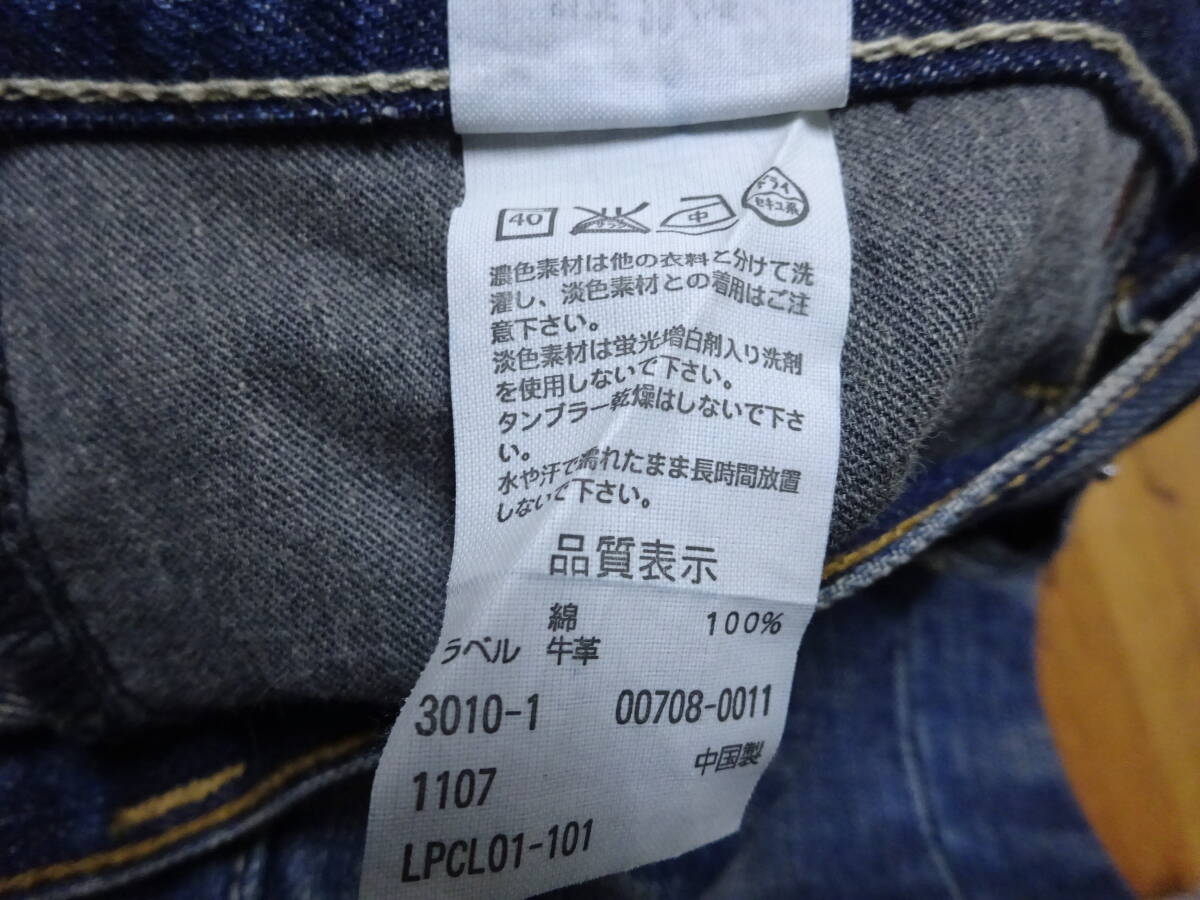 40 サラシ 中 ドライ
セキユ系
濃色素材は他の衣料と分けて洗
濯し、淡色素材との着用はご注
意下さい。
淡色素材は蛍光増白剤入り洗剤
を使用しないで下さい。
タンブラー乾燥はしないで下さ
い。
水や汗で濡れたまま長時間放置
しないで下さい。
品質表示
綿 100%
ラベル 牛革
3010-1 00708-0011
1107 中国製
LPCL01-101